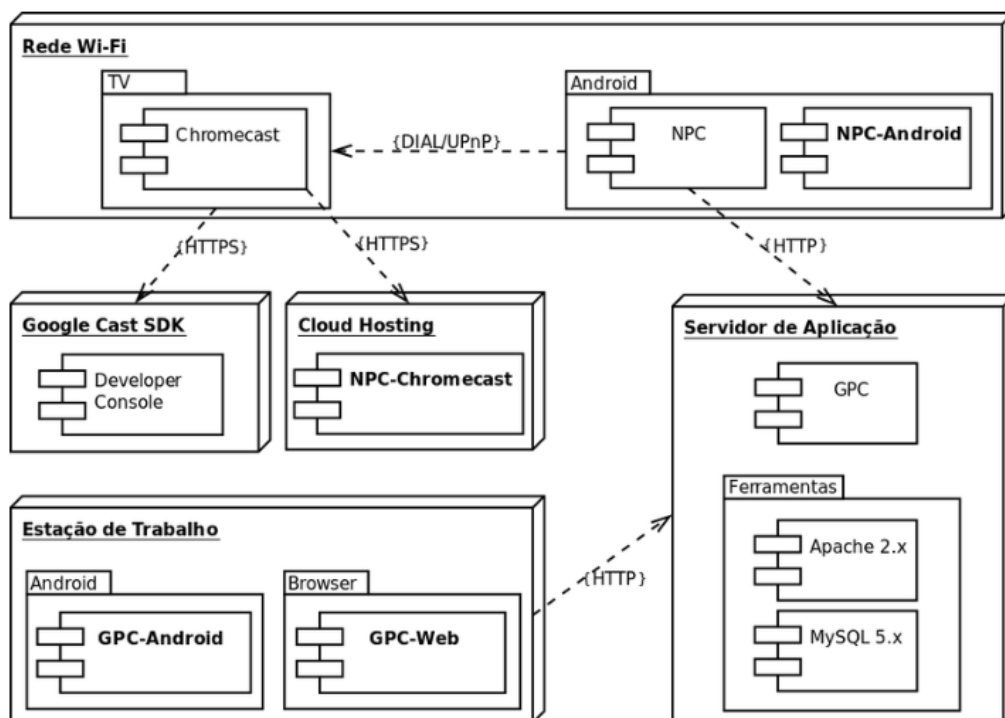 Rede Wi-Fi
TV
Chromecast
{DIAL/UPnP}
Android
NPC
NPC-Android
{HTTPS}
{HTTPS}
{HTTP}
Google Cast SDK
Developer
Console
Cloud Hosting
NPC-Chromecast
Servidor de Aplicação
GPC
Ferramentas
Apache 2.x
MySQL 5.x
Estação de Trabalho
Android
GPC-Android
Browser
GPC-Web
{HTTP}